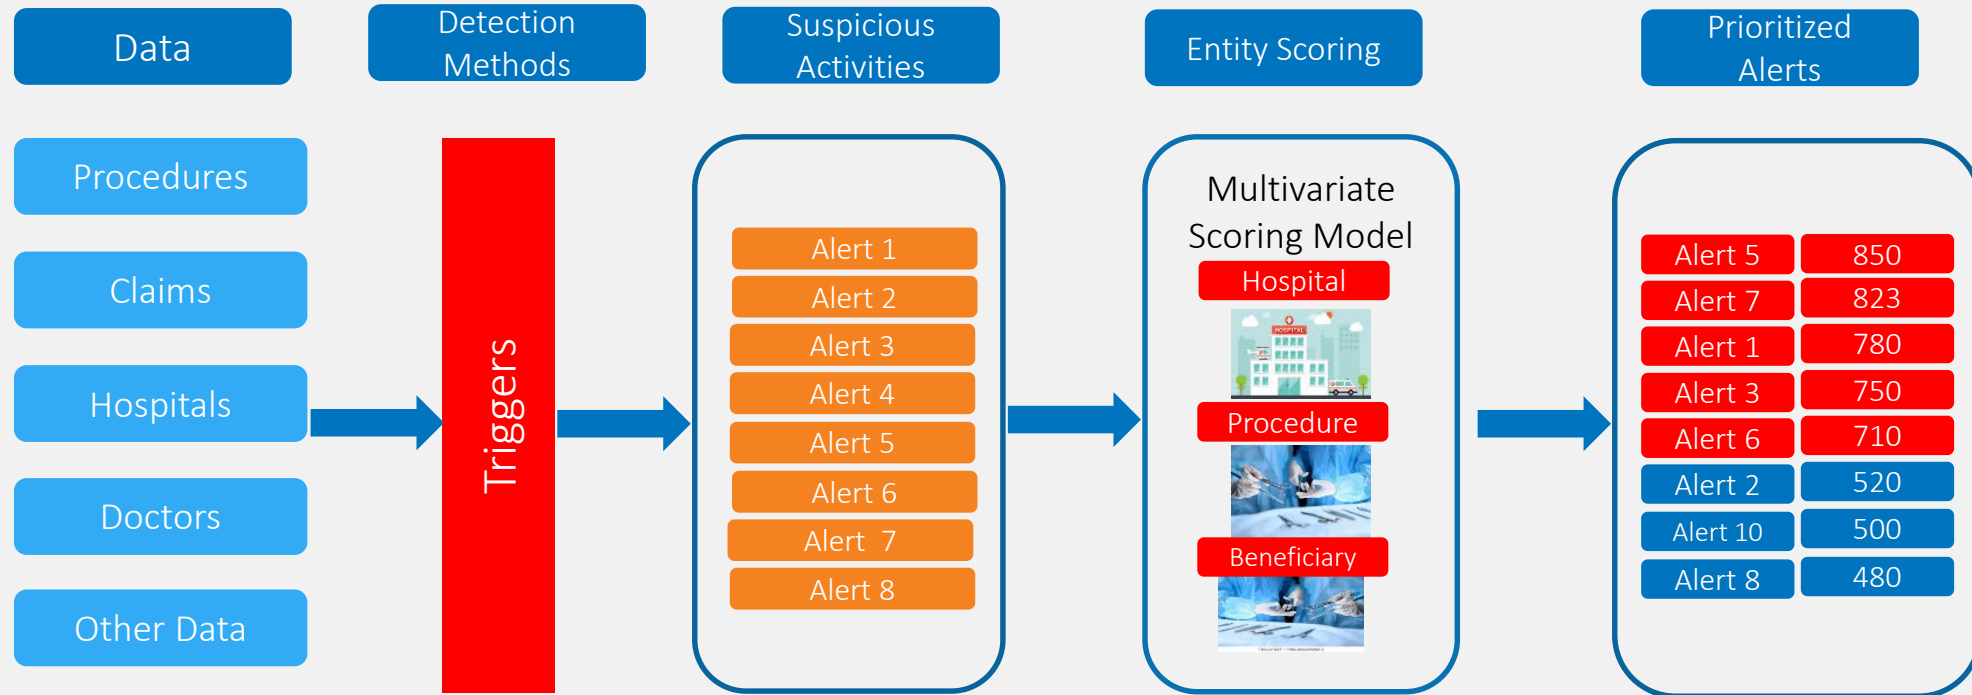 Data
Detection
Methods
Suspicious
Activities
Entity Scoring
Prioritized
Alerts
Procedures
Claims
Hospitals
Doctors
Other Data
Triggers
Alert 1
Alert 2
Alert 3
Alert 4
Alert 5
Alert 6
Alert  7
Alert 8
Multivariate
Scoring Model
Hospital
HOSPITAL
Procedure
Beneficiary
Alert 5 850
Alert 7 823
Alert 1 780
Alert 3 750
Alert 6 710
Alert 2 520
Alert 10 500
Alert 8 480